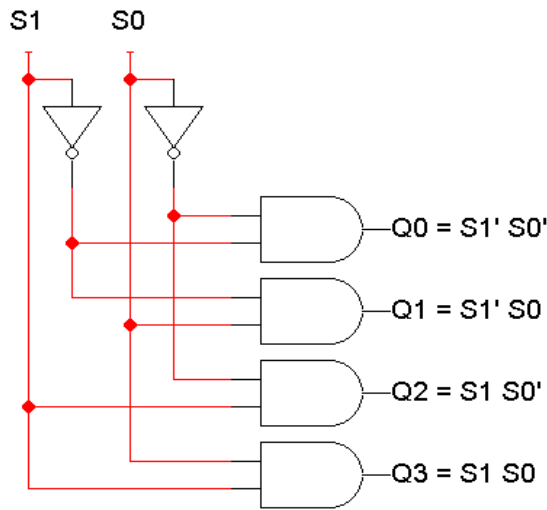 S1 S0
Q0 = S1' S0'
Q1 = S1' S0
Q2 = S1 S0'
Q3 = S1 S0